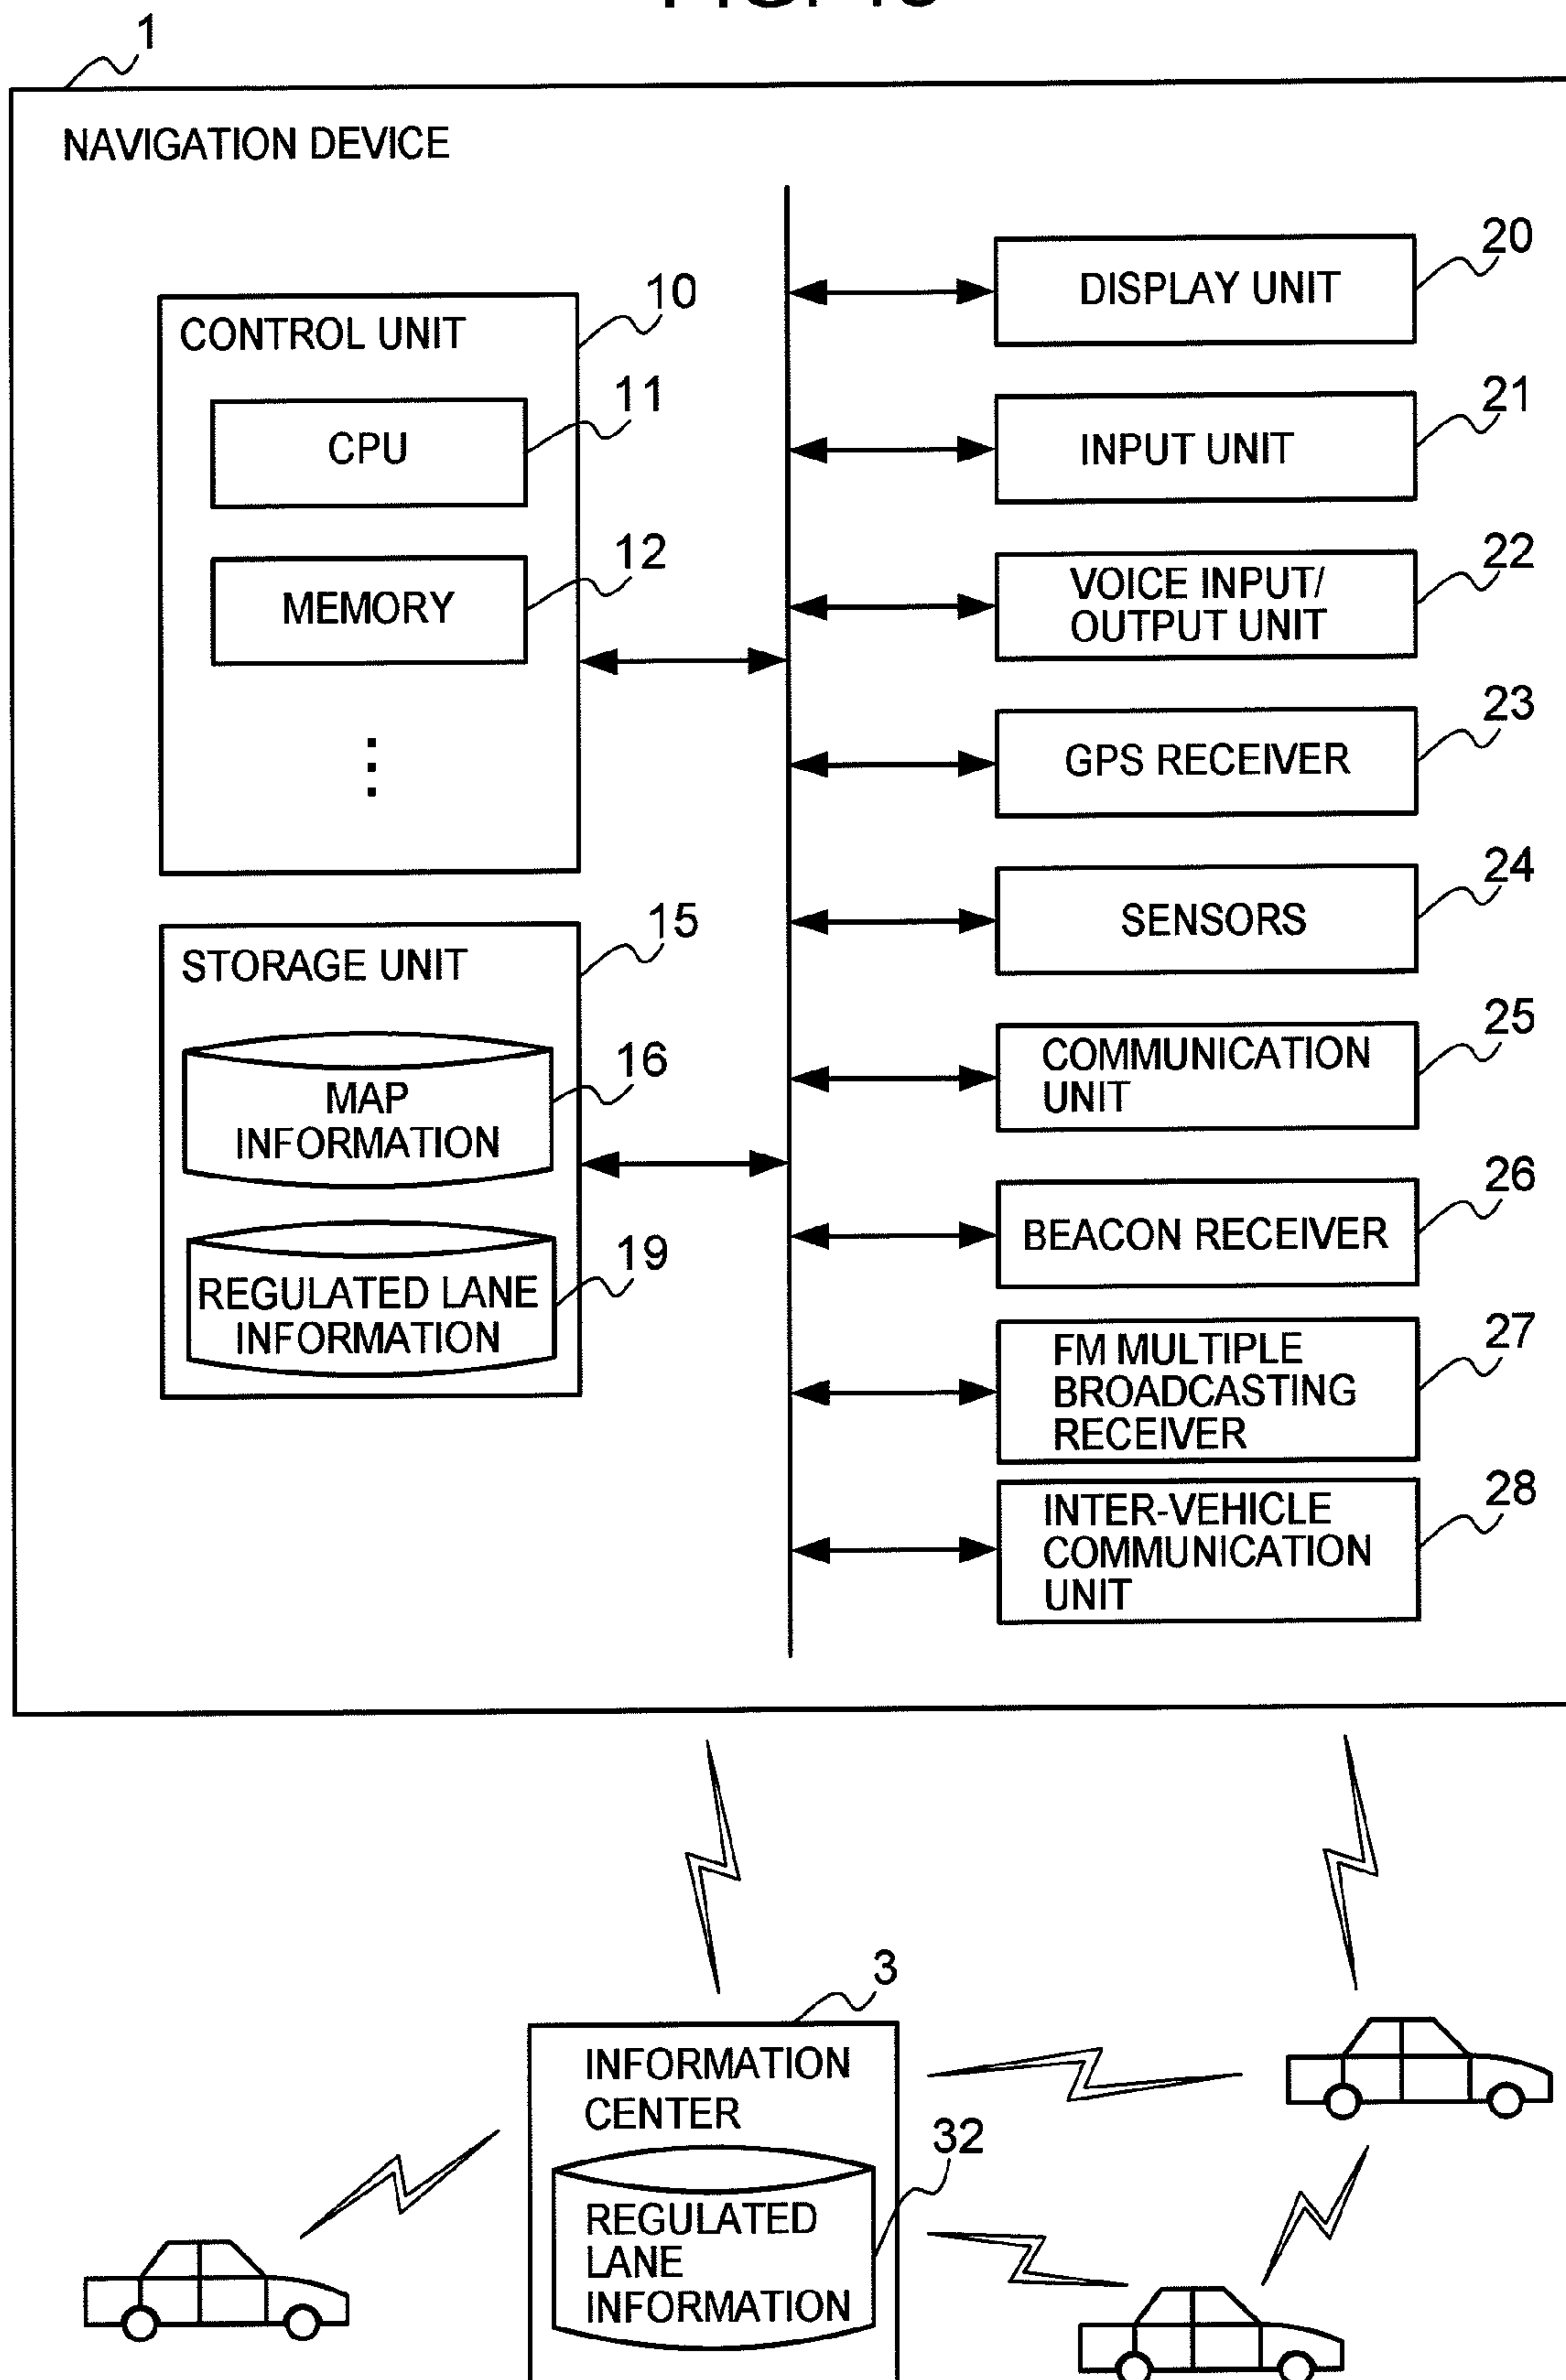 1
NAVIGATION DEVICE
CONTROL UNIT
10
CPU
11
MEMORY
12
STORAGE UNIT
15
MAP
INFORMATION
16
REGULATED LANE
INFORMATION
19
DISPLAY UNIT
20
INPUT UNIT
21
VOICE INPUT/
OUTPUT UNIT
22
GPS RECEIVER
23
SENSORS
24
COMMUNICATION
UNIT
25
BEACON RECEIVER
26
FM MULTIPLE
BROADCASTING
RECEIVER
27
INTER-VEHICLE
COMMUNICATION
UNIT
28
3
INFORMATION
CENTER
32
REGULATED
LANE
INFORMATION